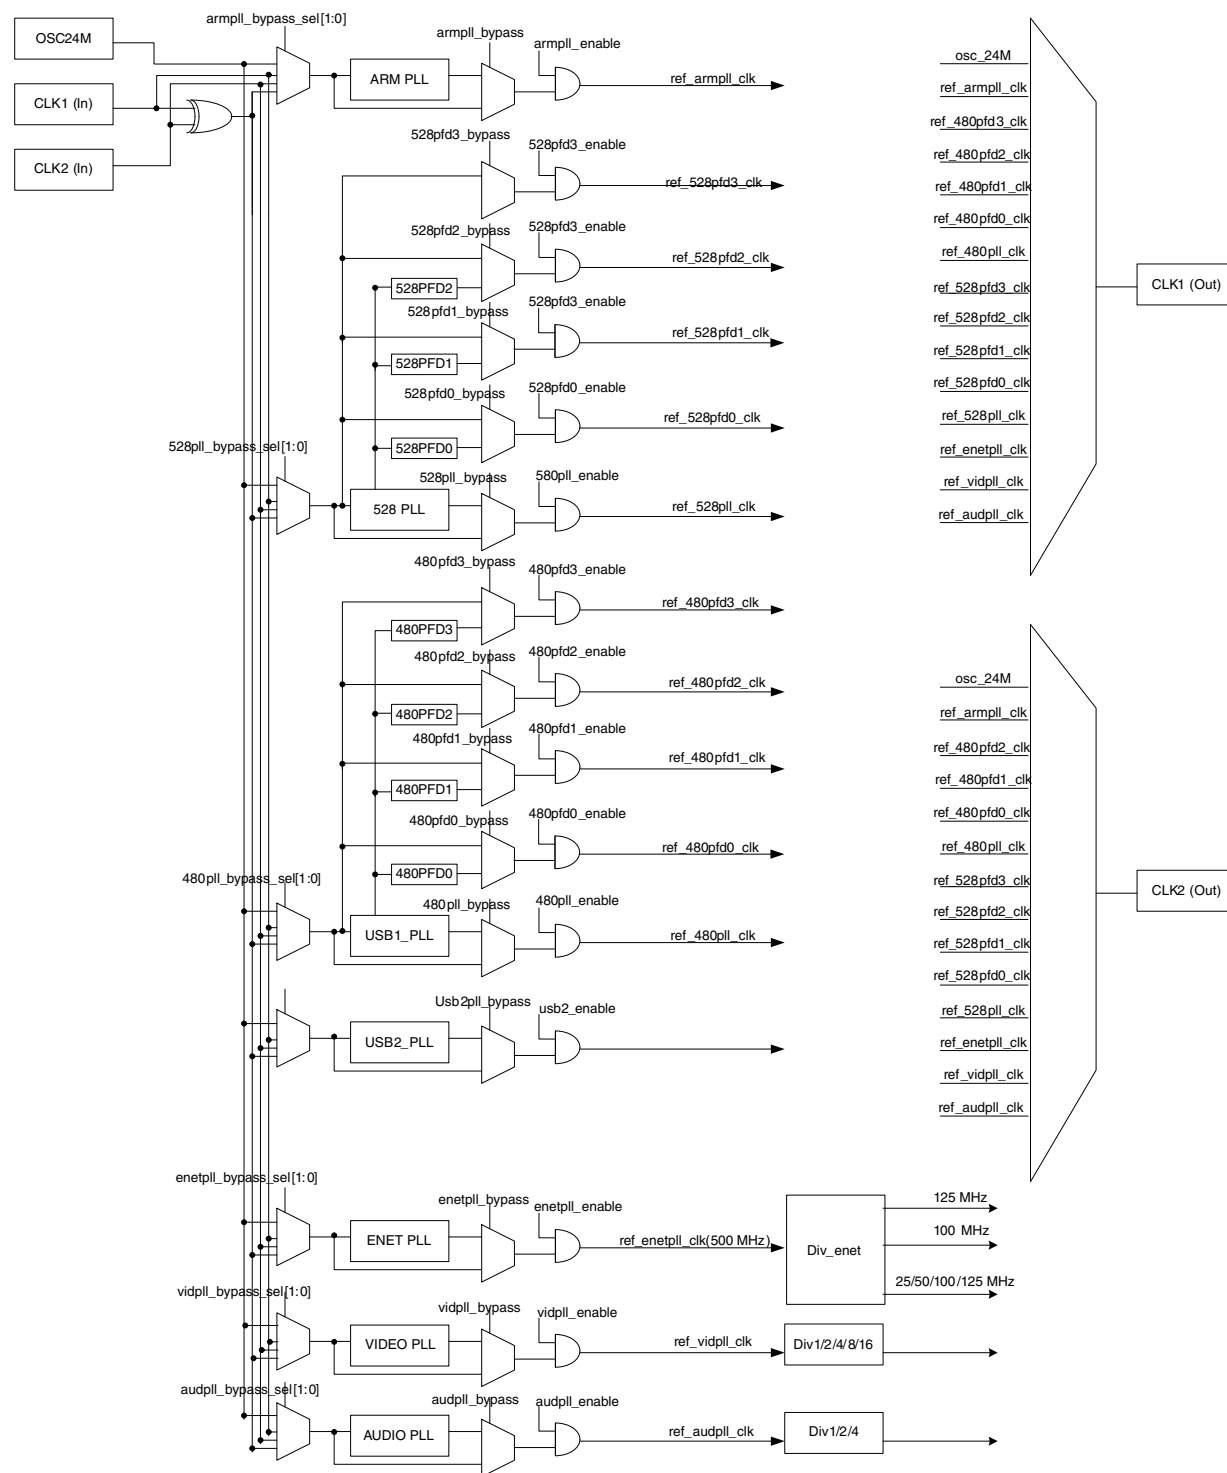 armpll_bypass_sel[1:0]
OSC24M
CLK1 (In)
CLK2 (In)
ARM PLL
armpll_bypass
armpll_enable
ref_armpll_clk
528pfd3_bypass
528pfd3_enable
ref_528pfd3_clk
528pfd2_bypass
528pfd3_enable
ref_528pfd2_clk
528PFD2
528pfd1_bypass
528pfd3_enable
ref_528pfd1_clk
528PFD1
528pfd0_bypass
528pfd0_enable
ref_528pfd0_clk
528PFD0
528pll_bypass_sel[1:0]
528 PLL
528pll_bypass
580pll_enable
ref_528pll_clk
480pfd3_bypass
480pfd3_enable
ref_480pfd3_clk
480PFD3
480pfd2_bypass
480pfd2_enable
ref_480pfd2_clk
480PFD2
480pfd1_bypass
480pfd1_enable
ref_480pfd1_clk
480PFD1
480pfd0_bypass
480pfd0_enable
ref_480pfd0_clk
480PFD0
480pll_bypass_sel[1:0]
USB1_PLL
480pll_bypass
480pll_enable
ref_480pll_clk
USB2_PLL
Usb2pll_bypass
usb2_enable
enetpll_bypass_sel[1:0]
ENET PLL
enetpll_bypass
enetpll_enable
ref_enetpll_clk(500 MHz)
Div_enet
125 MHz
100 MHz
25/50/100/125 MHz
vidpll_bypass_sel[1:0]
VIDEO PLL
vidpll_bypass
vidpll_enable
ref_vidpll_clk
Div1/2/4/8/16
audpll_bypass_sel[1:0]
AUDIO PLL
audpll_bypass
audpll_enable
ref_audpll_clk
Div1/2/4
osc_24M
ref_armpll_clk
ref_480pfd3_clk
ref_480pfd2_clk
ref_480pfd1_clk
ref_480pfd0_clk
ref_480pll_clk
ref_528pfd3_clk
ref_528pfd2_clk
ref_528pfd1_clk
ref_528pfd0_clk
ref_528pll_clk
ref_enetpll_clk
ref_vidpll_clk
ref_audpll_clk
CLK1 (Out)
osc_24M
ref_armpll_clk
ref_480pfd2_clk
ref_480pfd1_clk
ref_480pfd0_clk
ref_480pll_clk
ref_528pfd3_clk
ref_528pfd2_clk
ref_528pfd1_clk
ref_528pfd0_clk
ref_528pll_clk
ref_enetpll_clk
ref_vidpll_clk
ref_audpll_clk
CLK2 (Out)